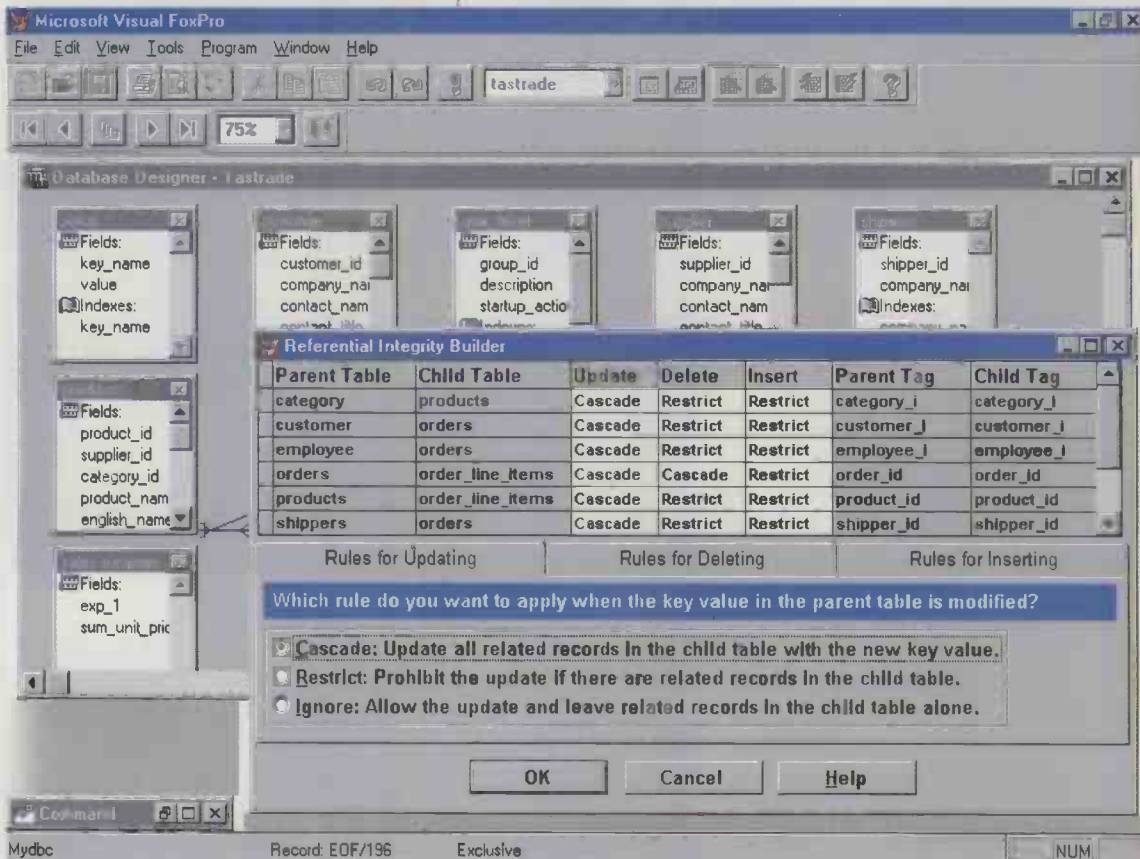 Microsoft Visual FoxPro
File Edit View Tools Program Window Help
tastrade
75%
Database Designer - Tastrade
Fields:
key_name
value
Indexes:
key_name
Fields:
customer_id
company_nar
contact_nam
contact_title
Fields:
group_id
description
startup_actio
Indexes:
Fields:
supplier_id
company_nar
contact_nam
contact_title
Fields:
shipper_id
company_nar
Indexes:
company_na
Fields:
product_id
supplier_id
category_id
product_nam
english_name
Fields:
exp_1
sum_unit_pric
Referential Integrity Builder
Parent Table Child Table Update Delete Insert Parent Tag Child Tag
category products Cascade Restrict Restrict category_i category_i
customer orders Cascade Restrict Restrict customer_i customer_i
employee orders Cascade Restrict Restrict employee_i employee_i
orders order_line_items Cascade Cascade Restrict order_id order_id
products order_line_items Cascade Restrict Restrict product_id product_id
shippers orders Cascade Restrict Restrict shipper_id shipper_id
Rules for Updating Rules for Deleting Rules for Inserting
Which rule do you want to apply when the key value in the parent table is modified?
Cascade: Update all related records in the child table with the new key value.
Restrict: Prohibit the update if there are related records in the child table.
Ignore: Allow the update and leave related records in the child table alone.
OK Cancel Help
Command
Mydbc Record: EOF/196 Exclusive NUM